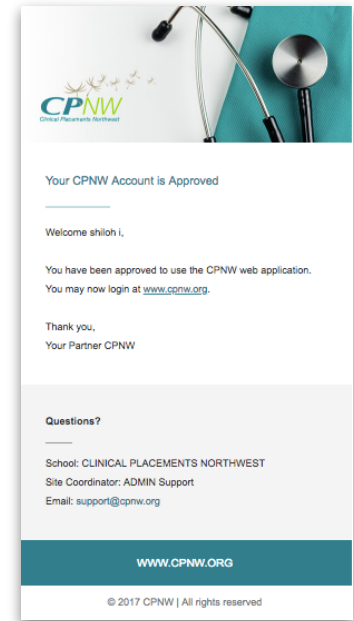 CPNW
Clinical Placements Northwest
Your CPNW Account is Approved
Welcome shiloh i,
You have been approved to use the CPNW web application.
You may now login at www.cpnw.org.
Thank you,
Your Partner CPNW
Questions?
School: CLINICAL PLACEMENTS NORTHWEST
Site Coordinator: ADMIN Support
Email: support@cpnw.org
WWW.CPNW.ORG
© 2017 CPNW | All rights reserved